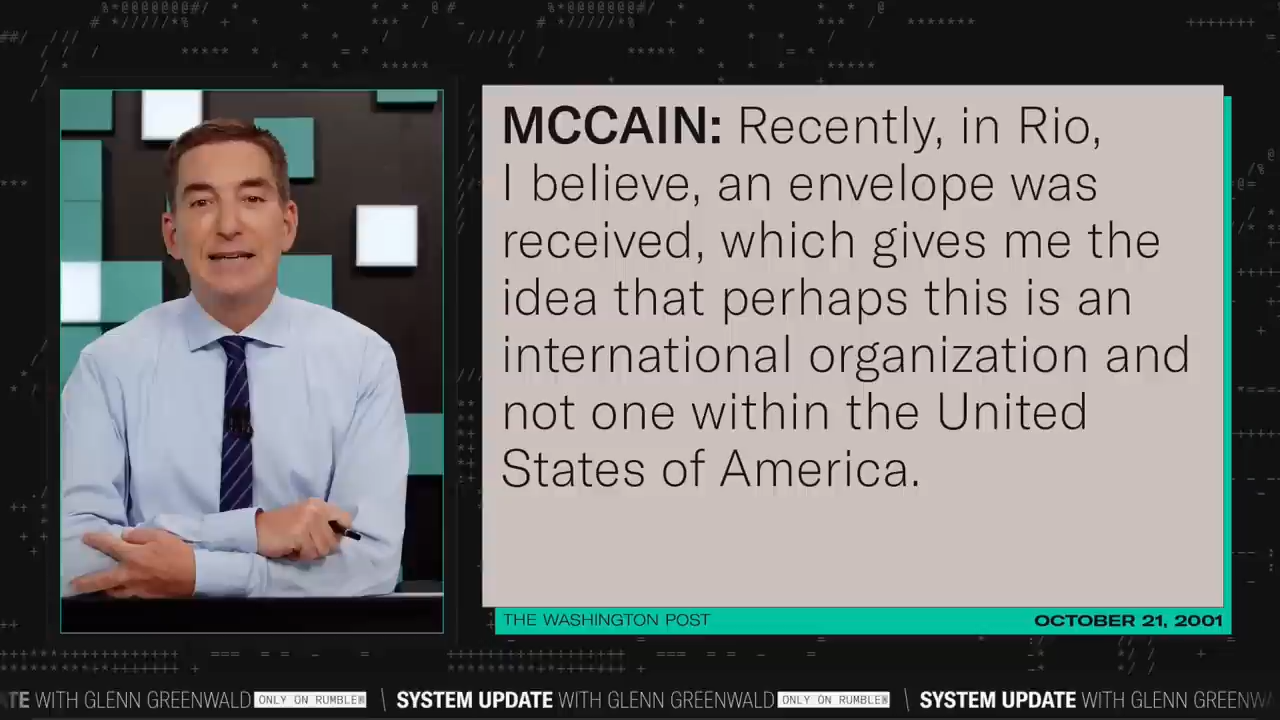 MCCAIN: Recently, in Rio,
I believe, an envelope was
received, which gives me the
idea that perhaps this is an
international organization and
not one within the United
States of America.
THE WASHINGTON POST
OCTOBER 21, 2001
TE WITH GLENN GREENWALD ONLY ON RUMBLE SYSTEM UPDATE WITH GLENN GREENWALD ONLY ON RUMBLE SYSTEM UPDATE WITH GLENN GREENW